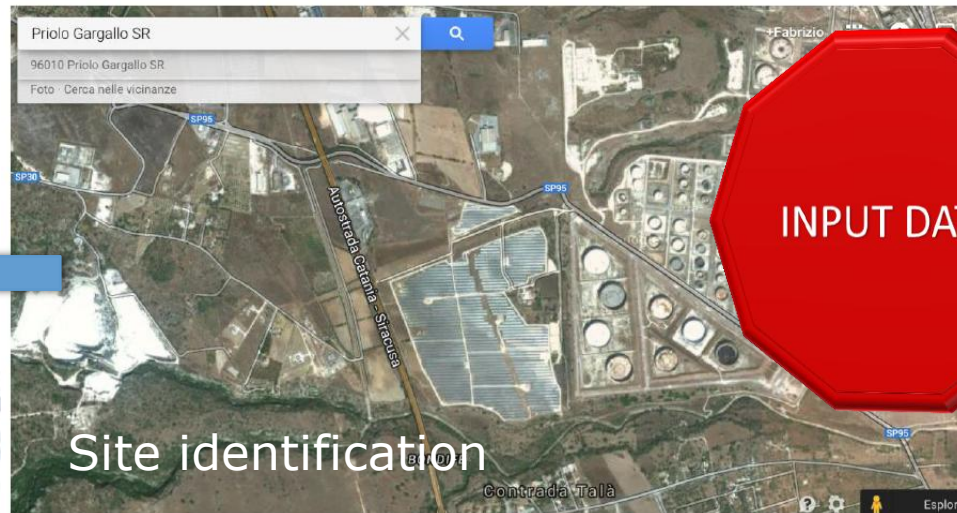 Priolo Gargallo SR
+Fabrizio
96010 Priolo Gargallo SR
Foto · Cerca nelle vicinanze
SP95
SP30
SP95
Autostrada Catania - Siracusa
INPUT DAT
SP95
Site identification
Contrada Talà
Esplor